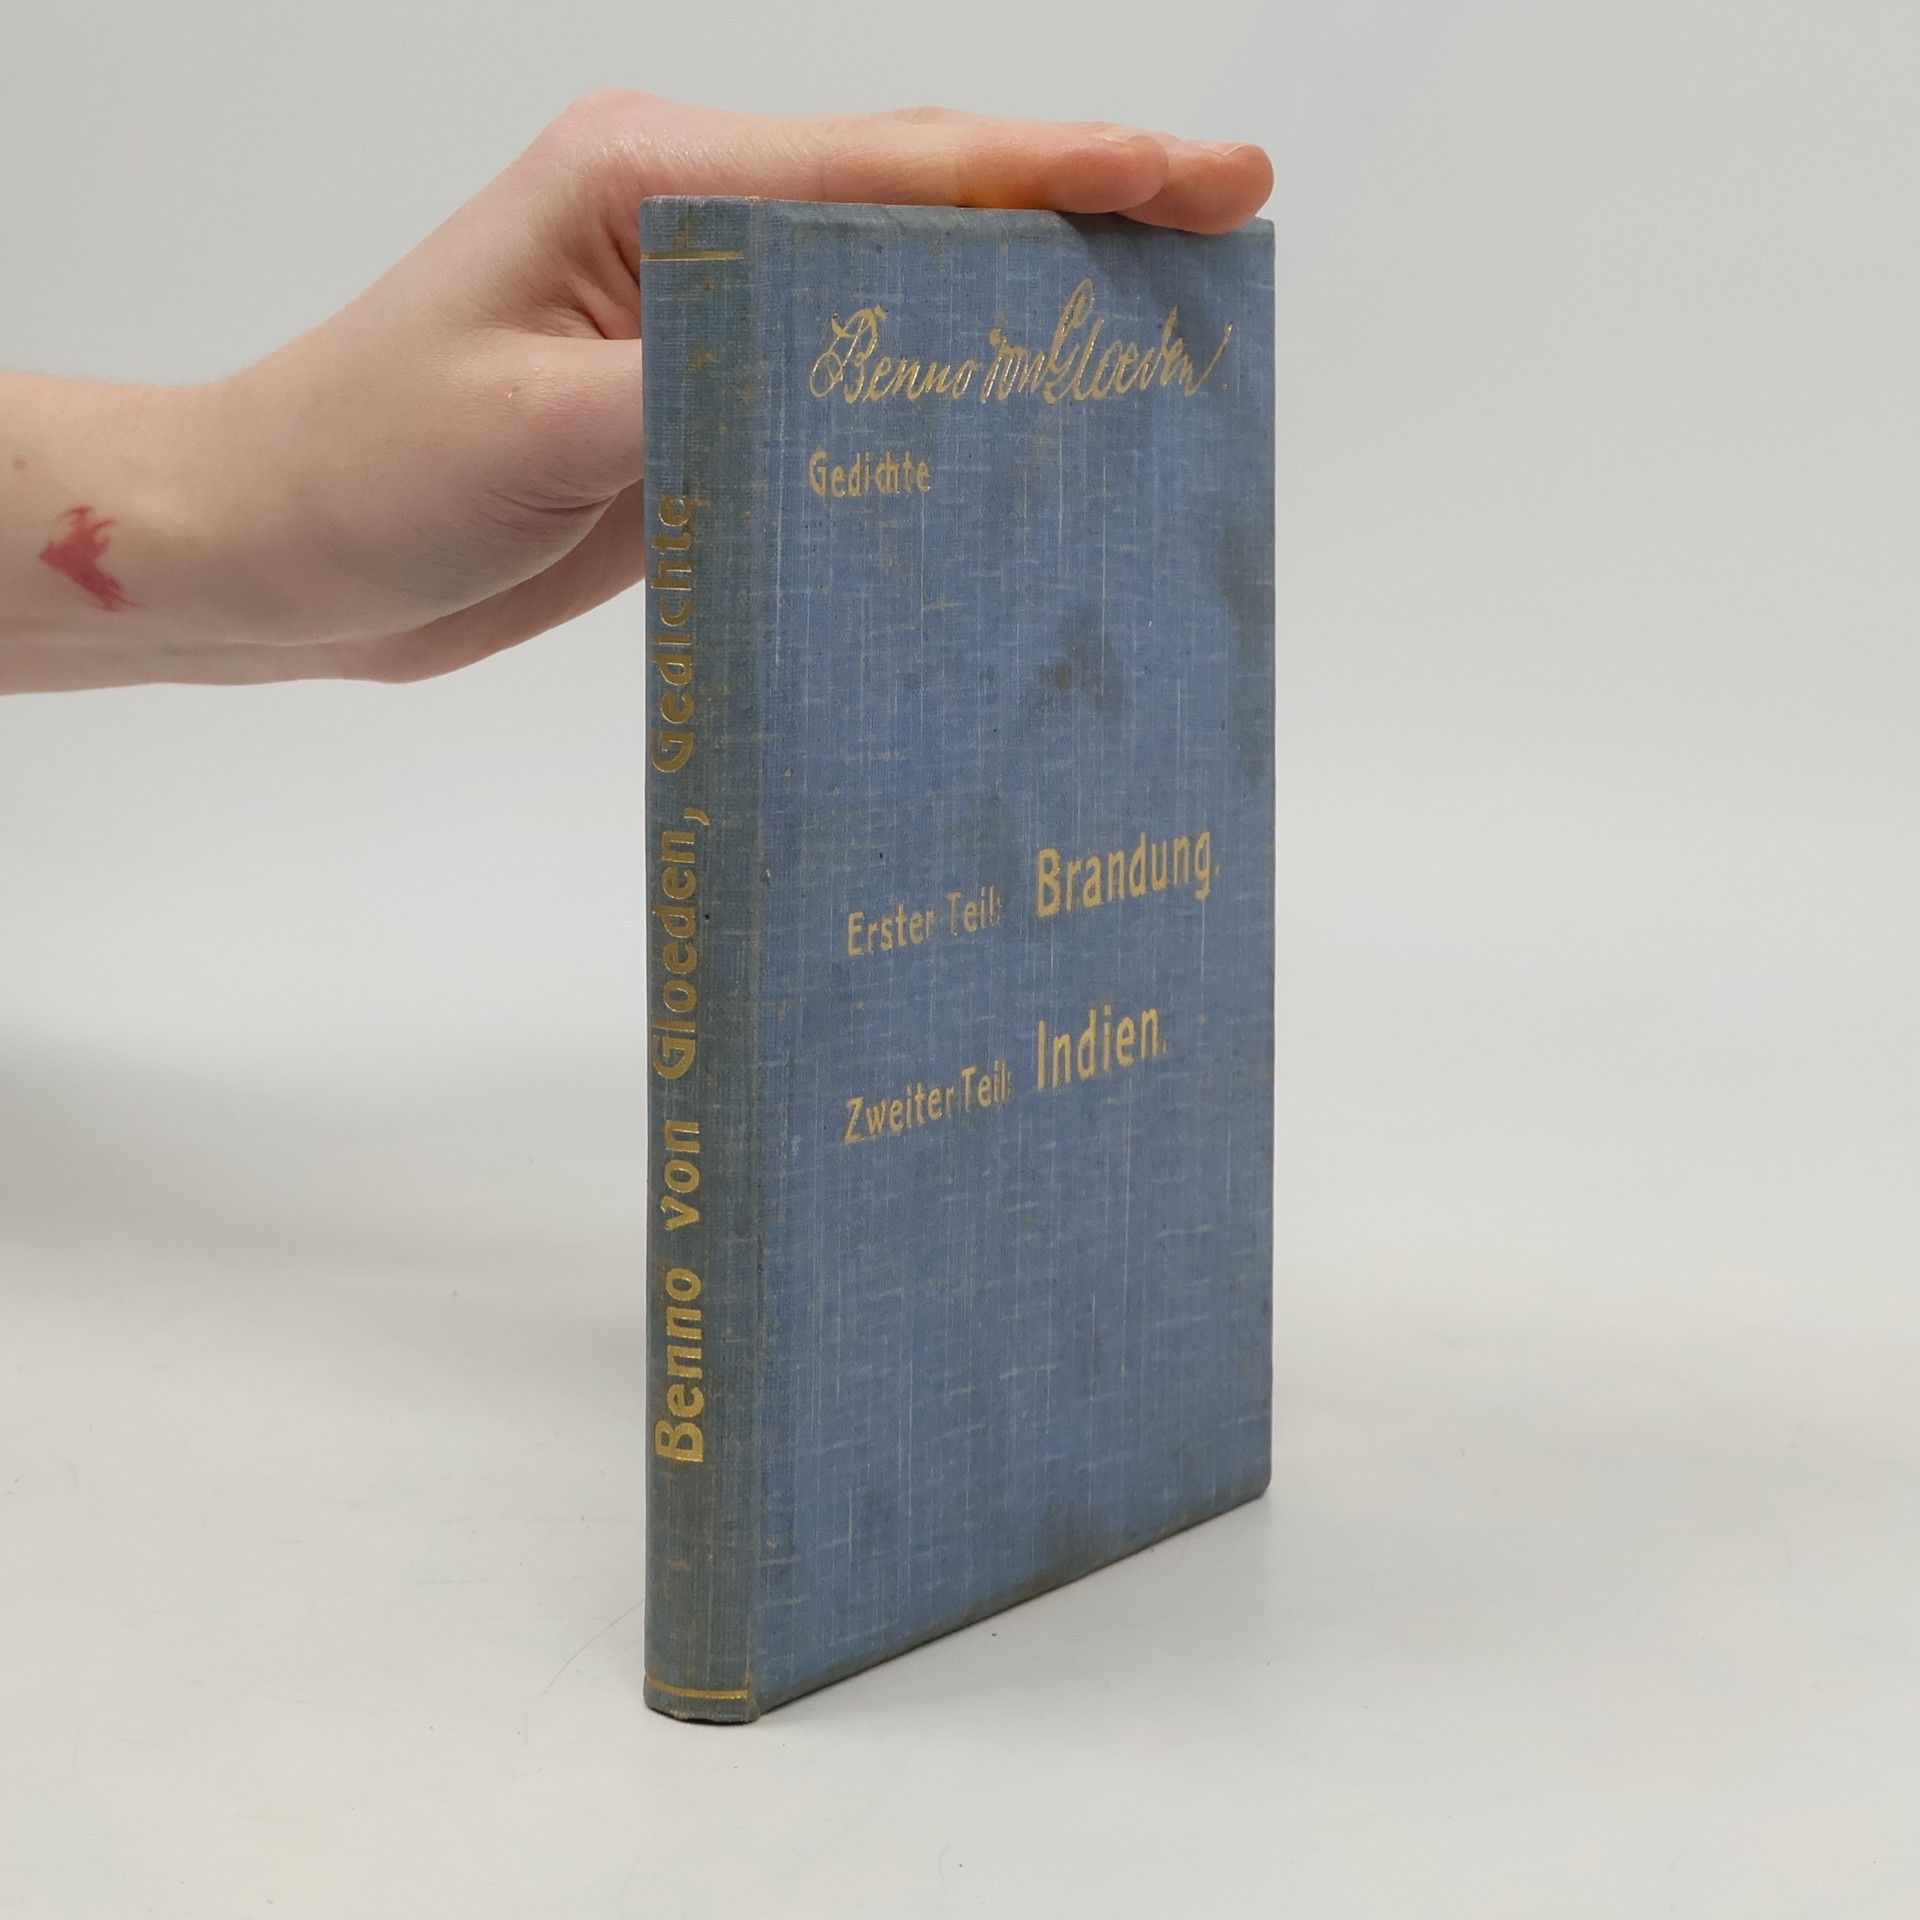 Benno von Gloeden, Gedichte
Benno von Gloeden.
Gedichte
Erster Teil: Brandung.
Zweiter Teil: Indien.